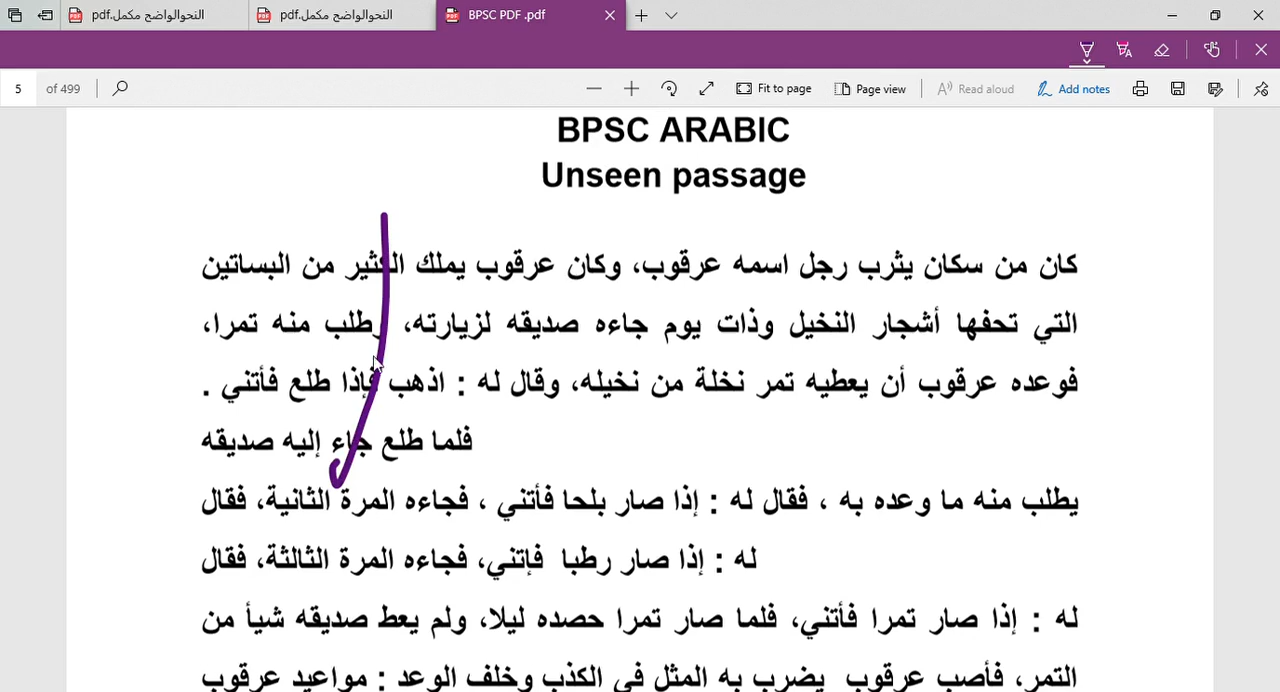 النحوالواضح مكمل.pdf
النحوالواضح مكمل.pdf
BPSC PDF .pdf
5 of 499
Fit to page
Page view
Read aloud
Add notes
BPSC ARABIC
Unseen passage
كان من سكان يثرب رجل اسمه عرقوب، وكان عرقوب يملك الكثير من البساتين
التي تحفها أشجار النخيل وذات يوم جاءه صديقه لزيارته، وطلب منه تمرا،
فوعده عرقوب أن يعطيه تمر نخلة من نخيله، وقال له : اذهب فإذا طلع فأتني .
فلما طلع جاء إليه صديقه
يطلب منه ما وعده به ، فقال له : إذا صار بلحا فأتني ، فجاءه المرة الثانية، فقال
له : إذا صار رطبا فإتني، فجاءه المرة الثالثة، فقال
له : إذا صار تمرا فأتني، فلما صار تمرا حصده ليلا، ولم يعط صديقه شيأ من
التمر، فأصب عرقوب يضرب به المثل في الكذب وخلف الوعد : مواعيد عرقوب